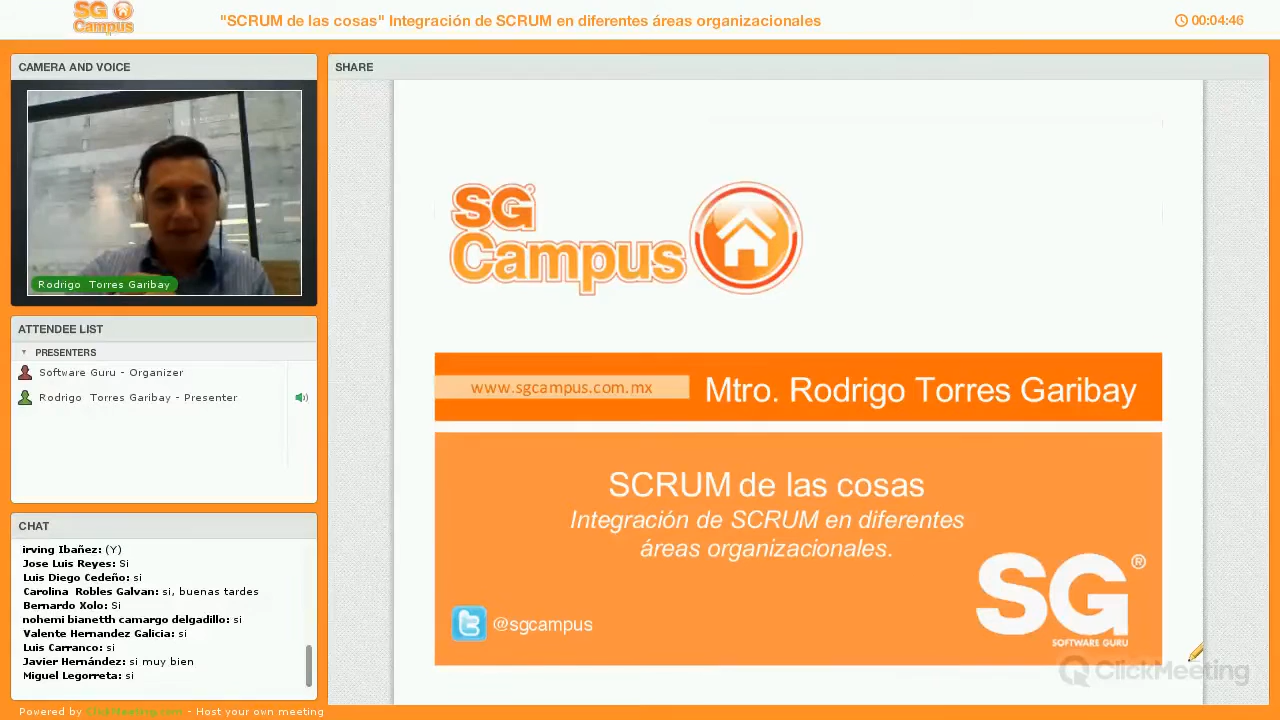 SG
Campus
"SCRUM de las cosas" Integración de SCRUM en diferentes áreas organizacionales
00:04:46
CAMERA AND VOICE
Rodrigo Torres Garibay
ATTENDEE LIST
PRESENTERS
Software Guru - Organizer
Rodrigo Torres Garibay - Presenter
CHAT
irving Ibañez: (Y)
Jose Luis Reyes: Si
Luis Diego Cedeño: si
Carolina Robles Galvan: si, buenas tardes
Bernardo Xolo: Si
nohemi bianetth camargo delgadillo: si
Valente Hernandez Galicia: si
Luis Carranco: si
Javier Hernández: si muy bien
Miguel Legorreta: si
Powered by ClickMeeting.com - Host your own meeting
SHARE
SG®
Campus
www.sgcampus.com.mx
Mtro. Rodrigo Torres Garibay
SCRUM de las cosas
Integración de SCRUM en diferentes
áreas organizacionales.
@sgcampus
SG®
SOFTWARE GURU
ClickMeeting